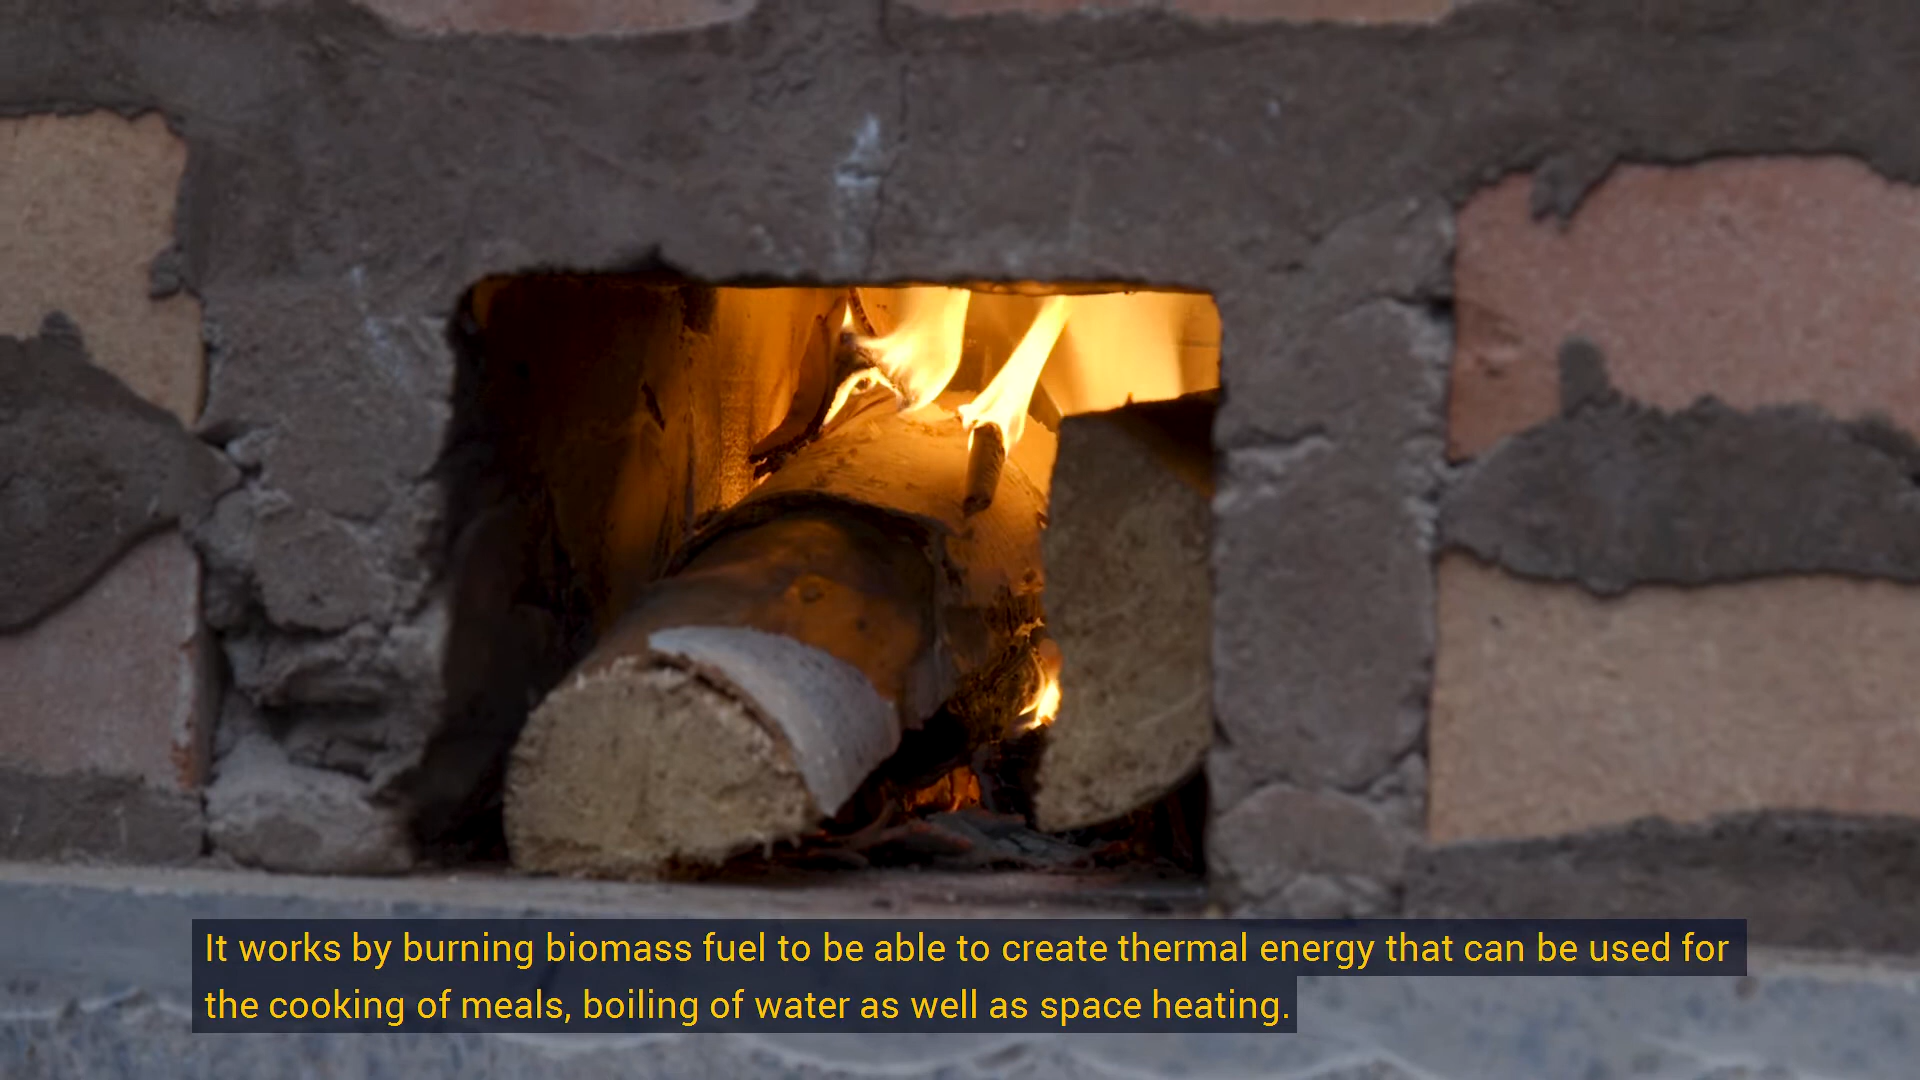 It works by burning biomass fuel to be able to create thermal energy that can be used for
the cooking of meals, boiling of water as well as space heating.